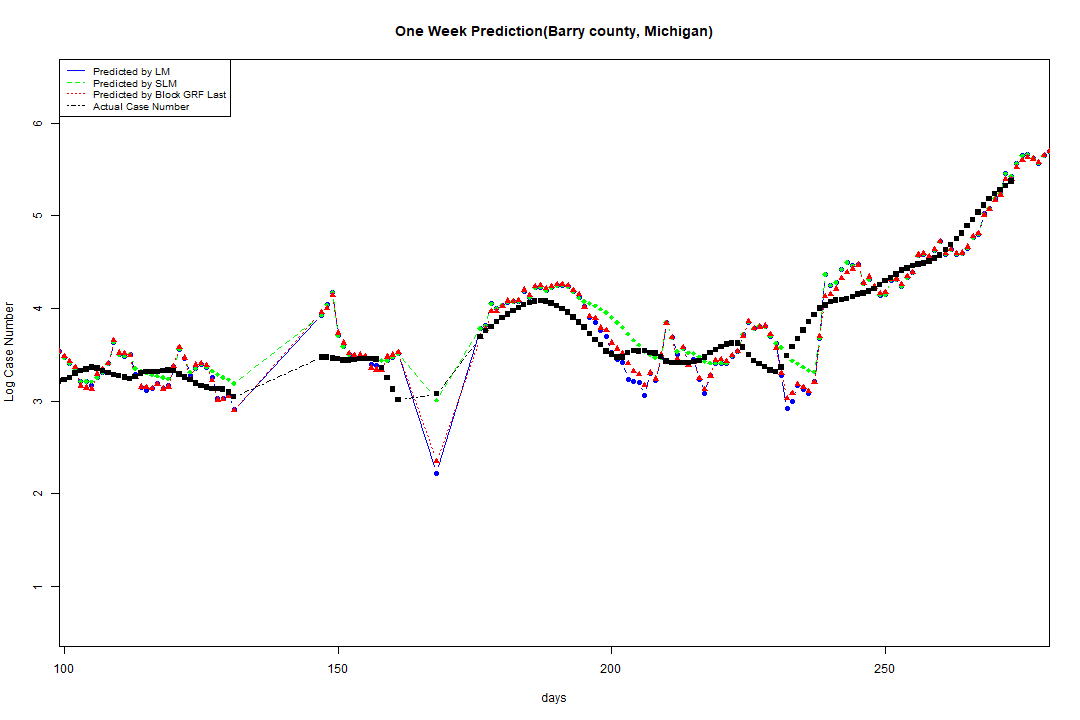 One Week Prediction(Barry county, Michigan)
Predicted by LM
Predicted by SLM
Predicted by Block GRF Last
Actual Case Number
Log Case Number
6
5
4
3
2
1
100 150 200 250
days